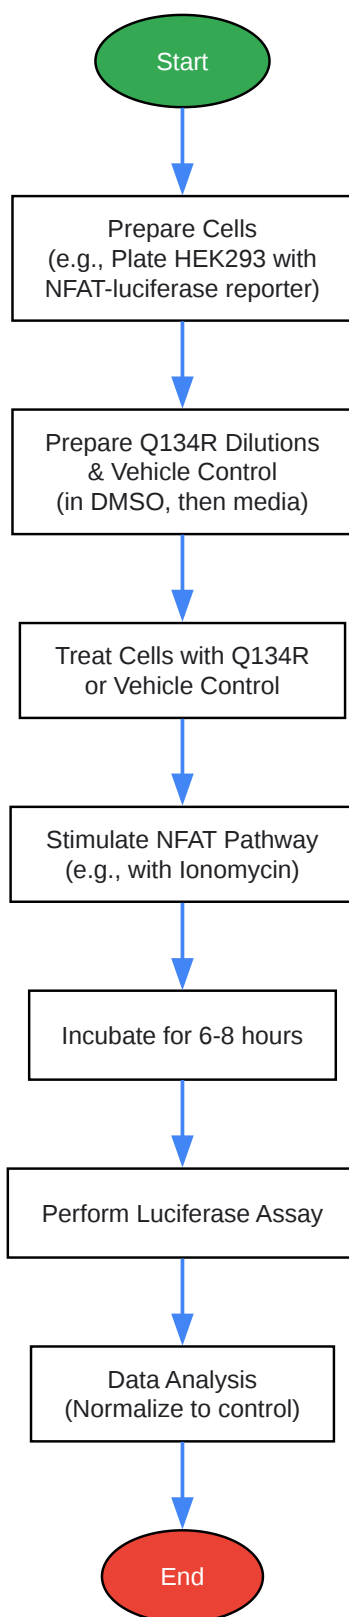 Start
Prepare Cells
(e.g., Plate HEK293 with
NFAT-luciferase reporter)
Prepare Q134R Dilutions
& Vehicle Control
(in DMSO, then media)
Treat Cells with Q134R
or Vehicle Control
Stimulate NFAT Pathway
(e.g., with Ionomycin)
Incubate for 6-8 hours
Perform Luciferase Assay
Data Analysis
(Normalize to control)
End